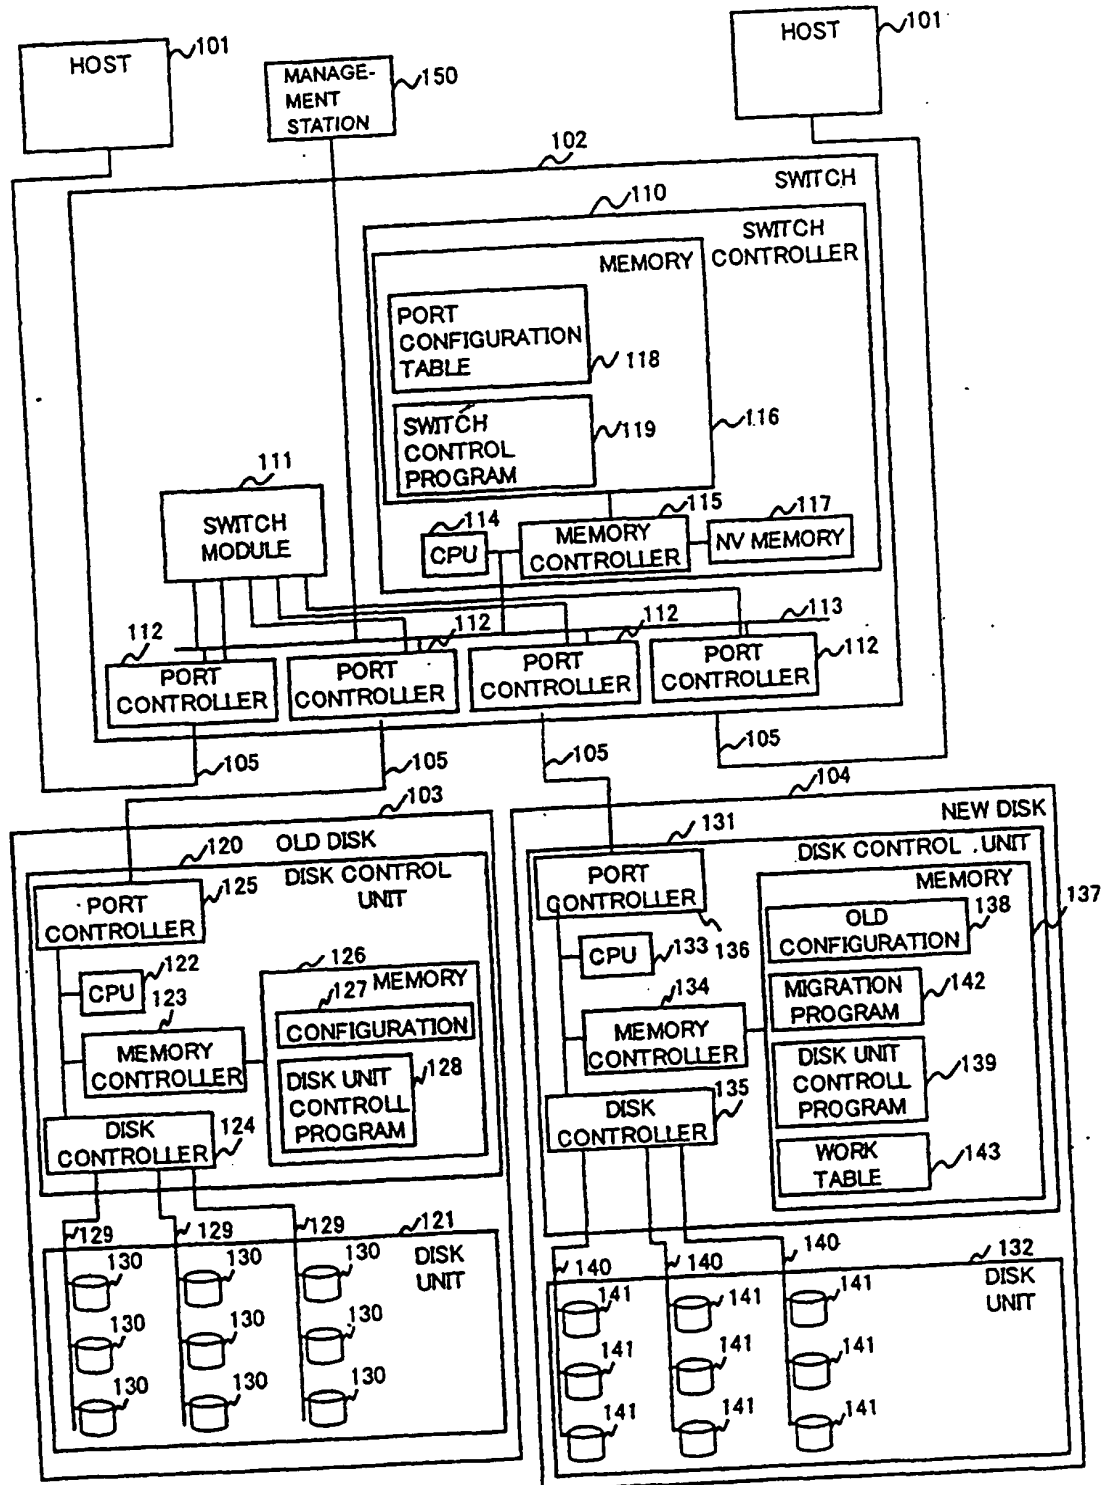 HOST
101
MANAGE-
MENT
STATION
150
HOST
101
102
SWITCH
110
SWITCH
CONTROLLER
MEMORY
PORT
CONFIGURATION
TABLE
118
SWITCH
CONTROL
PROGRAM
119
116
111
SWITCH
MODULE
114
CPU
115
MEMORY
CONTROLLER
117
NV MEMORY
113
112
PORT
CONTROLLER
112
PORT
CONTROLLER
112
PORT
CONTROLLER
112
PORT
CONTROLLER
105
105
105
105
103
OLD DISK
120
DISK CONTROL
UNIT
125
PORT
CONTROLLER
122
CPU
123
MEMORY
CONTROLLER
126
MEMORY
127
CONFIGURATION
DISK UNIT
CONTROLL
PROGRAM
128
DISK
CONTROLLER
124
129
129
129
121
DISK
UNIT
130
130
130
130
130
130
130
130
130
104
NEW DISK
131
DISK CONTROL UNIT
PORT
CONTROLLER
136
CPU
133
134
MEMORY
CONTROLLER
MEMORY
137
OLD
CONFIGURATION
138
MIGRATION
PROGRAM
142
DISK UNIT
CONTROLL
PROGRAM
139
WORK
TABLE
143
DISK
CONTROLLER
135
140
140
140
132
DISK
UNIT
141
141
141
141
141
141
141
141
141